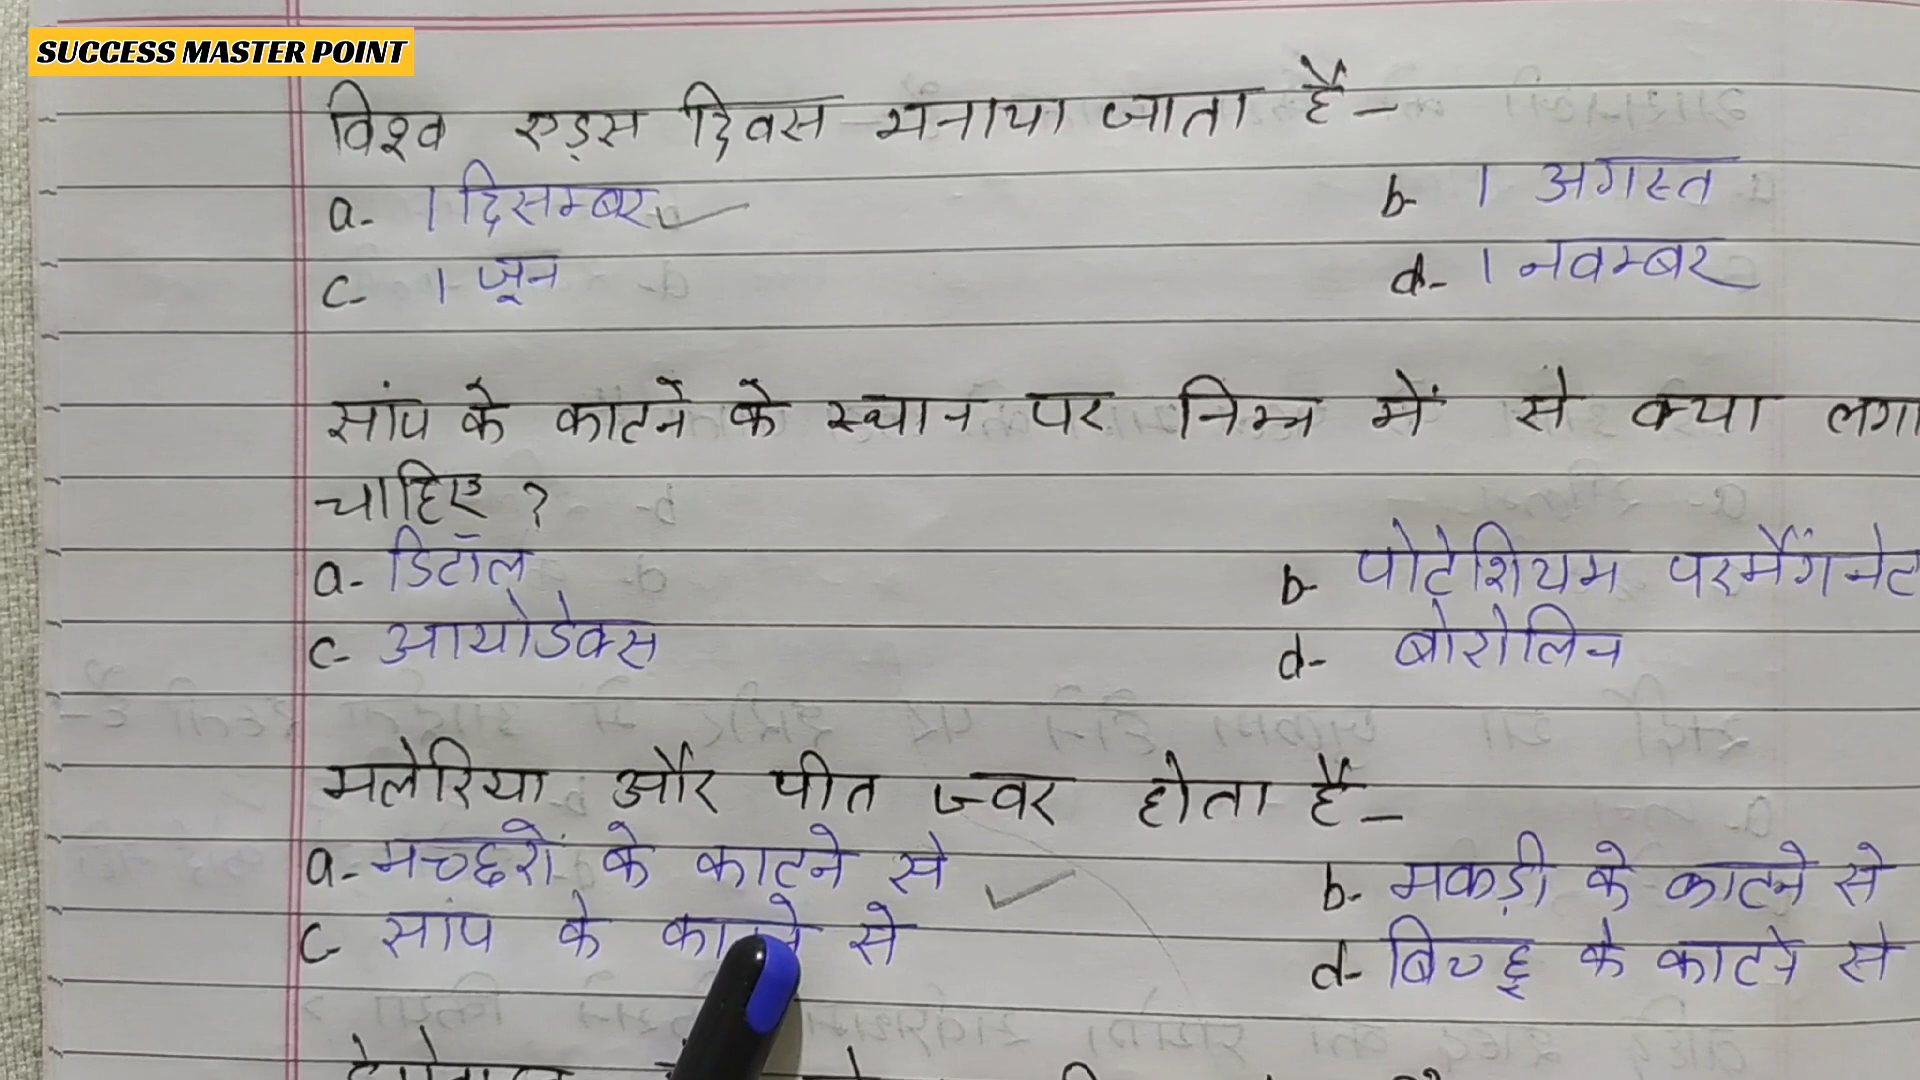 SUCCESS MASTER POINT
विश्व एड्स दिवस मनाया जाता है –
a- 1 दिसम्बर b- 1 अगस्त
c- 1 जून d- 1 नवम्बर
सांप के काटने के स्थान पर निम्न में से क्या लगा
चाहिए ?
a- डिटॉल b- पोटेशियम परमैंगनेट
c- आयोडेक्स d- बोरोलिन
मलेरिया और पीत ज्वर होता है –
a- मच्छरों के काटने से b- मकड़ी के काटने से
c- सांप के काटने से d- बिच्छू के काटने से